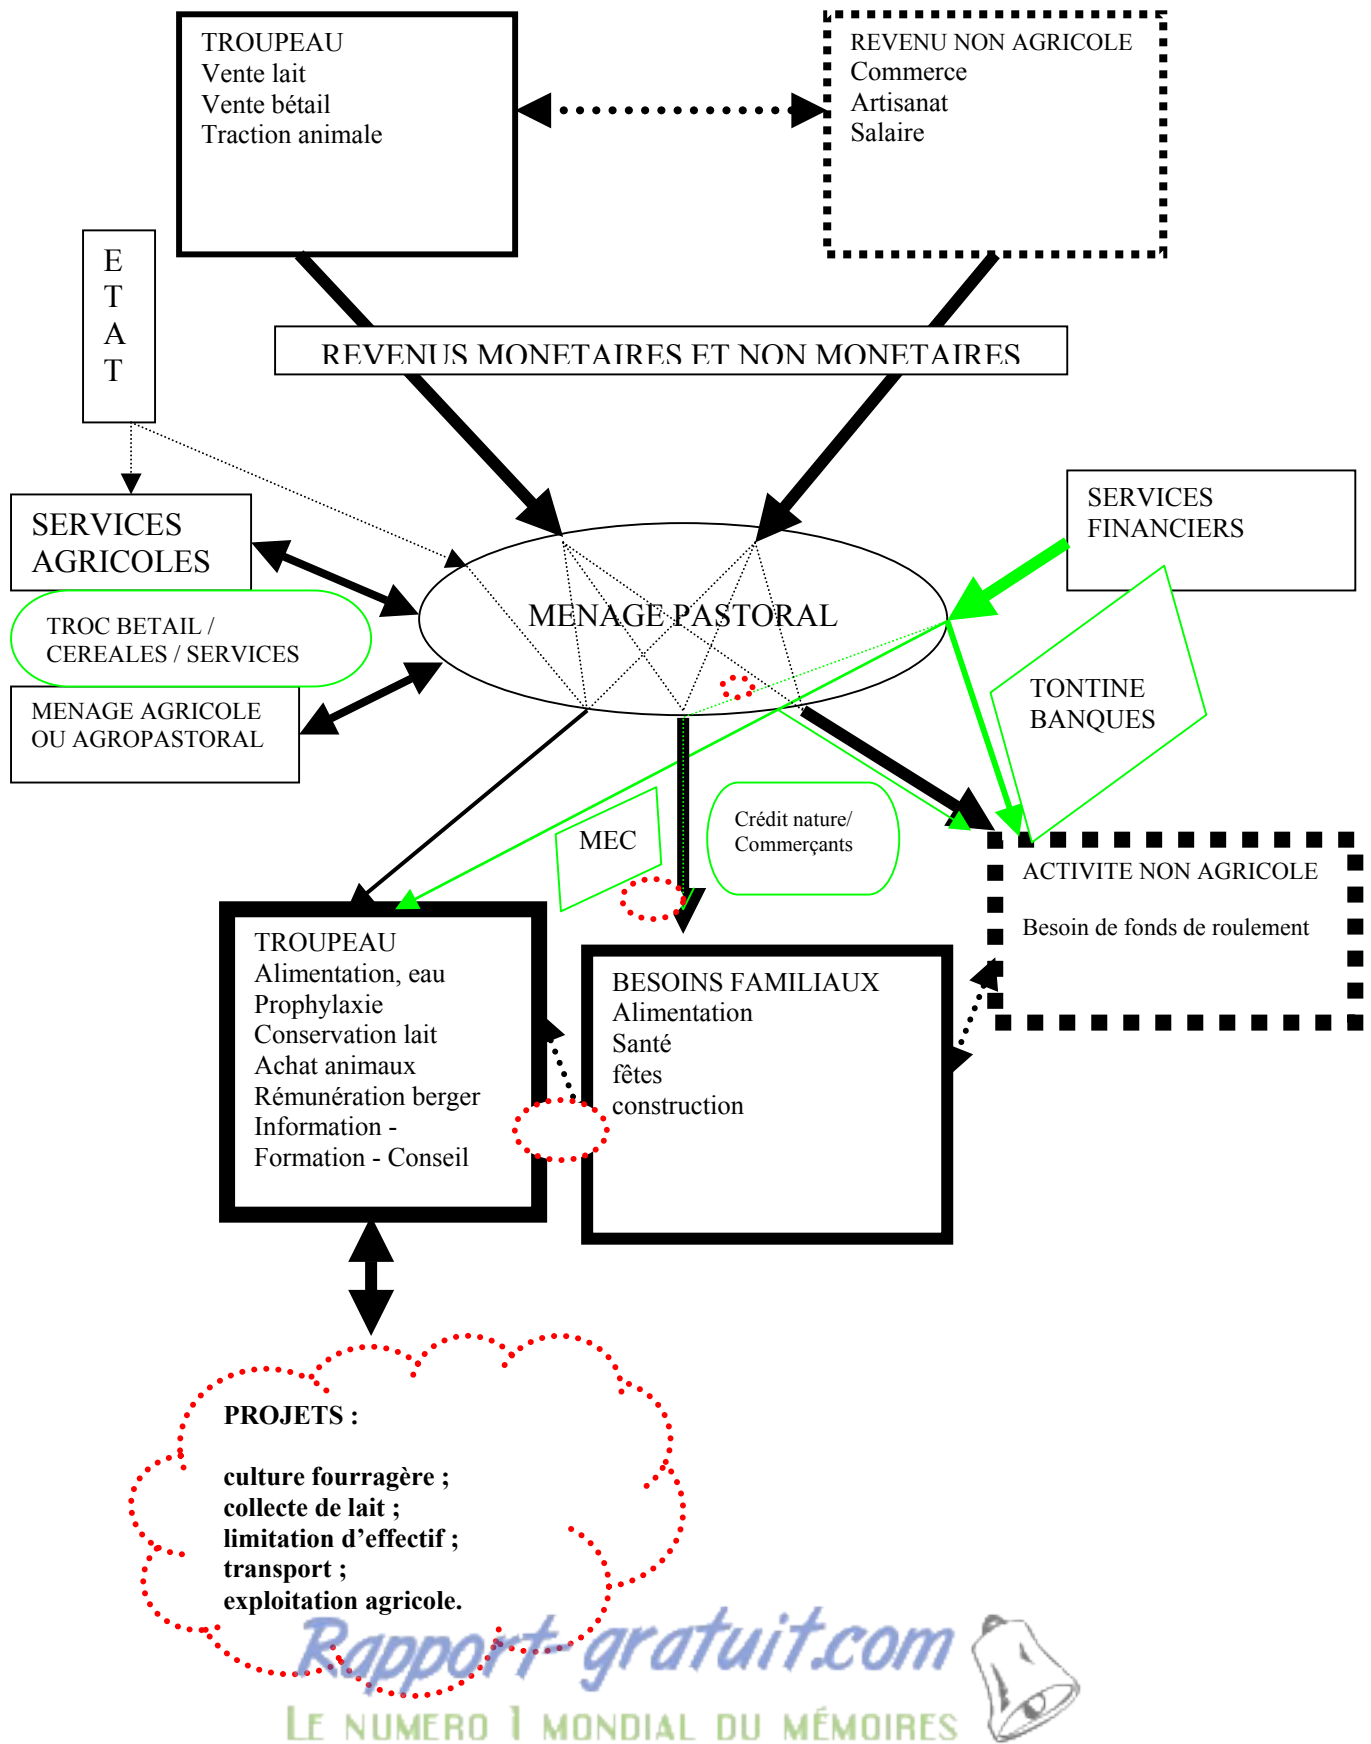 TROUPEAU
Vente lait
Vente bétail
Traction animale
REVENU NON AGRICOLE
Commerce
Artisanat
Salaire
E
T
A
T
REVENUS MONETAIRES ET NON MONETAIRES
SERVICES
AGRICOLES
SERVICES
FINANCIERS
TROC BETAIL /
CEREALES / SERVICES
MENAGE PASTORAL
MENAGE AGRICOLE
OU AGROPASTORAL
TONTINE
BANQUES
MEC
Crédit nature/
Commerçants
ACTIVITE NON AGRICOLE
Besoin de fonds de roulement
TROUPEAU
Alimentation, eau
Prophylaxie
Conservation lait
Achat animaux
Rémunération berger
Information -
Formation - Conseil
BESOINS FAMILIAUX
Alimentation
Santé
fêtes
construction
PROJETS :
culture fourragère ;
collecte de lait ;
limitation d'effectif ;
transport ;
exploitation agricole.
Rapport-gratuit.com
LE NUMERO 1 MONDIAL DU MÉMOIRES